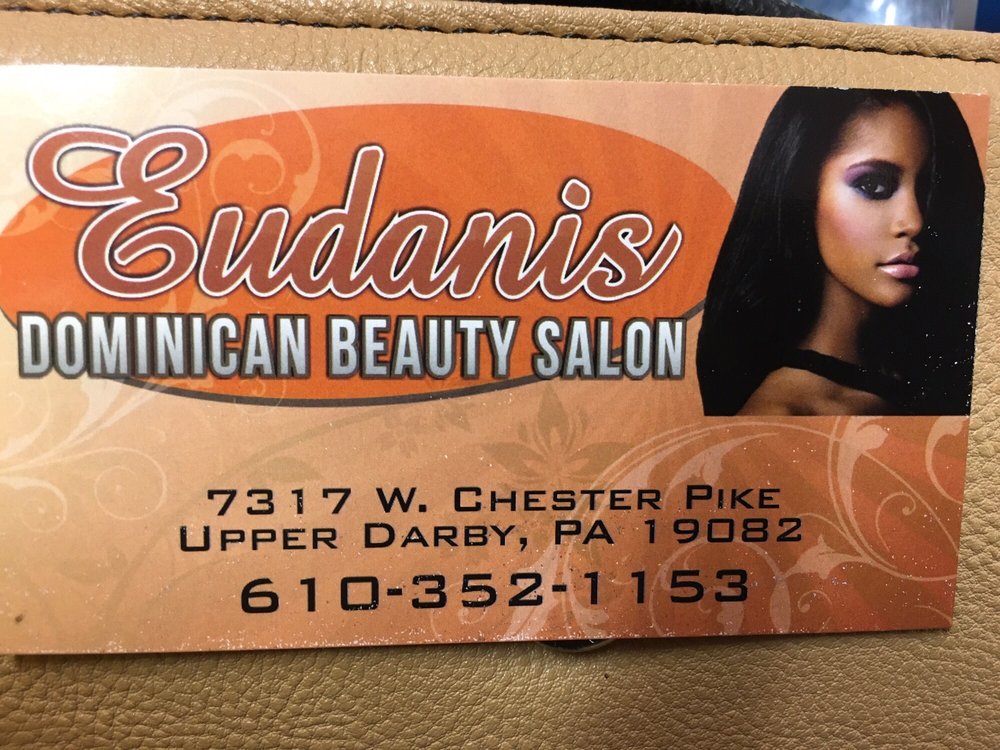 Eudanis
DOMINICAN BEAUTY SALON
7317 W. CHESTER PIKE
UPPER DARBY, PA 19082
610-352-1153